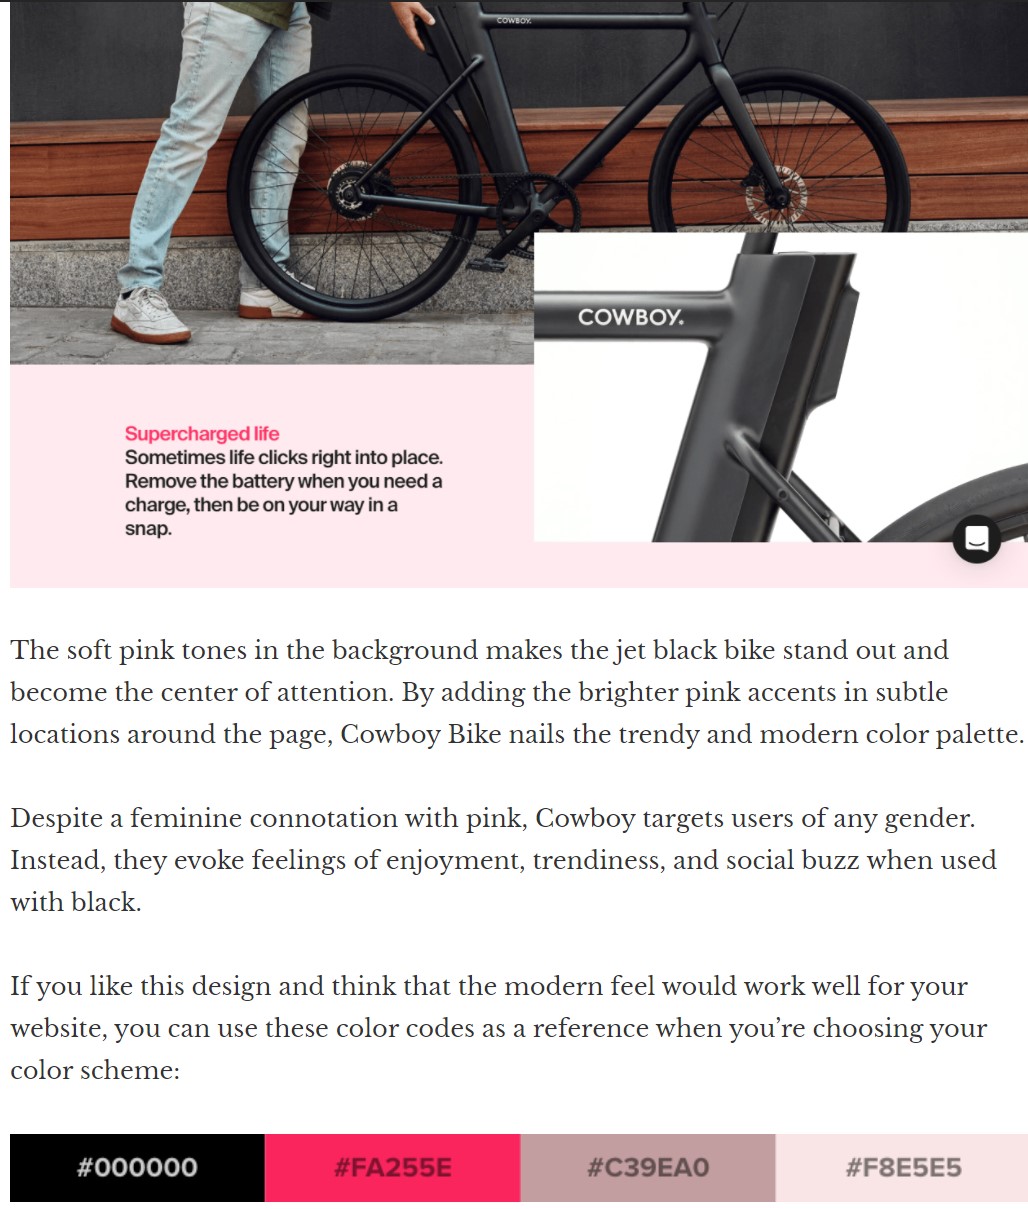 COWBOY.
COWBOY.
Supercharged life
Sometimes life clicks right into place.
Remove the battery when you need a
charge, then be on your way in a
snap.
The soft pink tones in the background makes the jet black bike stand out and
become the center of attention. By adding the brighter pink accents in subtle
locations around the page, Cowboy Bike nails the trendy and modern color palette.
Despite a feminine connotation with pink, Cowboy targets users of any gender.
Instead, they evoke feelings of enjoyment, trendiness, and social buzz when used
with black.
If you like this design and think that the modern feel would work well for your
website, you can use these color codes as a reference when you’re choosing your
color scheme:
#000000
#FA255E
#C39EA0
#F8E5E5